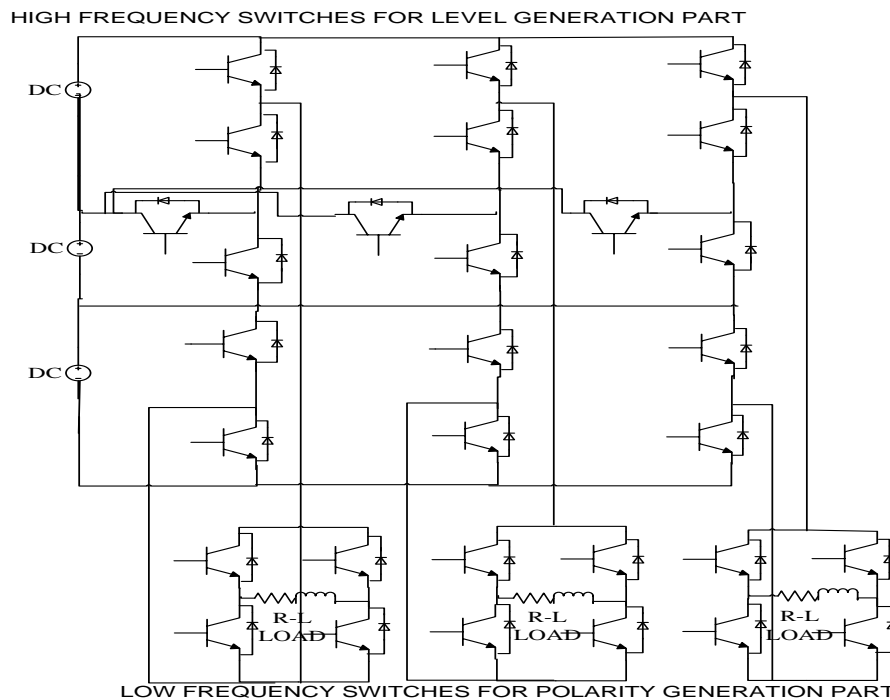 HIGH FREQUENCY SWITCHES FOR LEVEL GENERATION PART
DC
DC
DC
R-L
LOAD
R-L
LOAD
R-L
LOAD
LOW FREQUENCY SWITCHES FOR POLARITY GENERATION PART